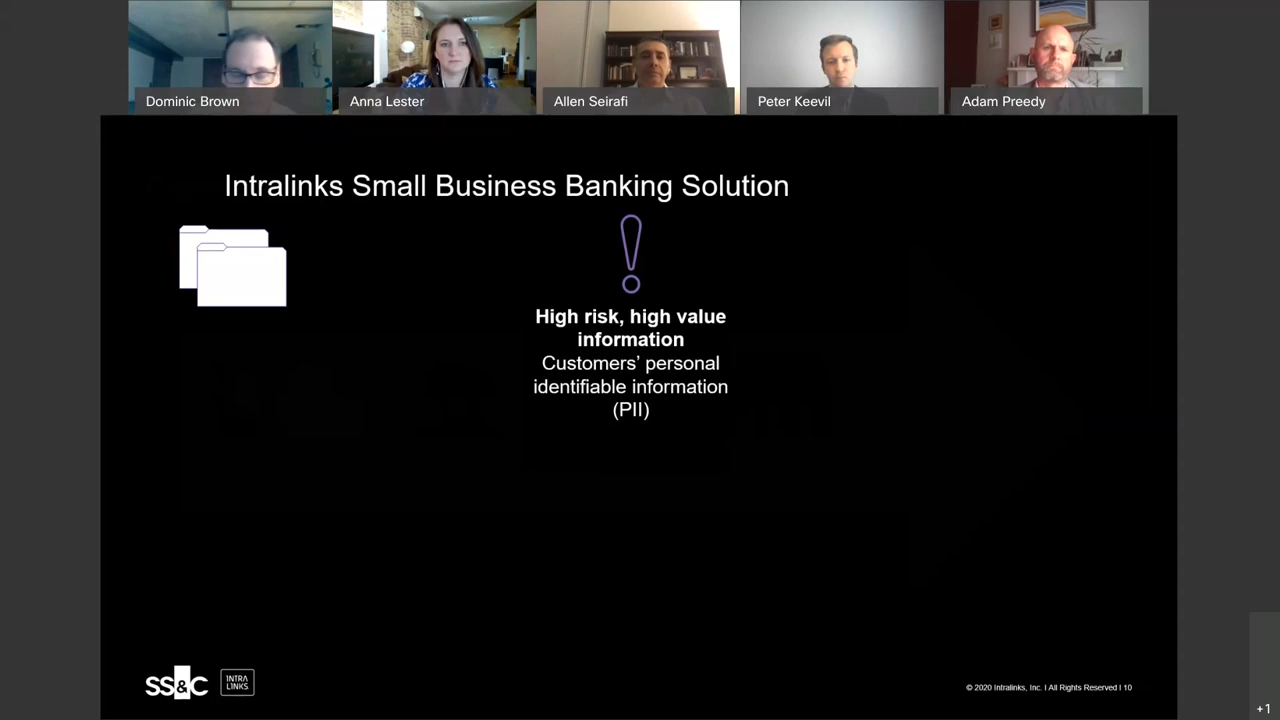 Dominic Brown
Anna Lester
Allen Seirafi
Peter Keevil
Adam Preedy
Intralinks Small Business Banking Solution
High risk, high value
information
Customers’ personal
identifiable information
(PII)
SS&C
INTRA
LINKS
© 2020 Intralinks, Inc. I All Rights Reserved I 10
+1